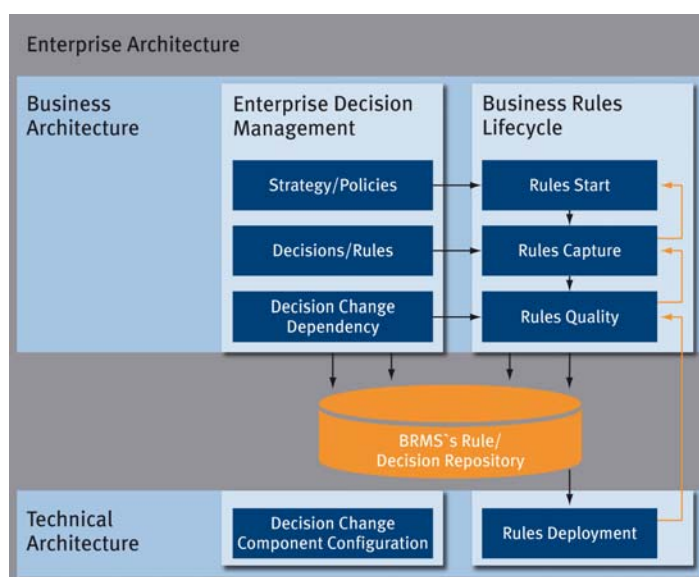 Enterprise Architecture
Business
Architecture
Enterprise Decision
Management
Business Rules
Lifecycle
Strategy/Policies
Rules Start
Decisions/Rules
Rules Capture
Decision Change
Dependency
Rules Quality
BRMS`s Rule/
Decision Repository
Technical
Architecture
Decision Change
Component Configuration
Rules Deployment